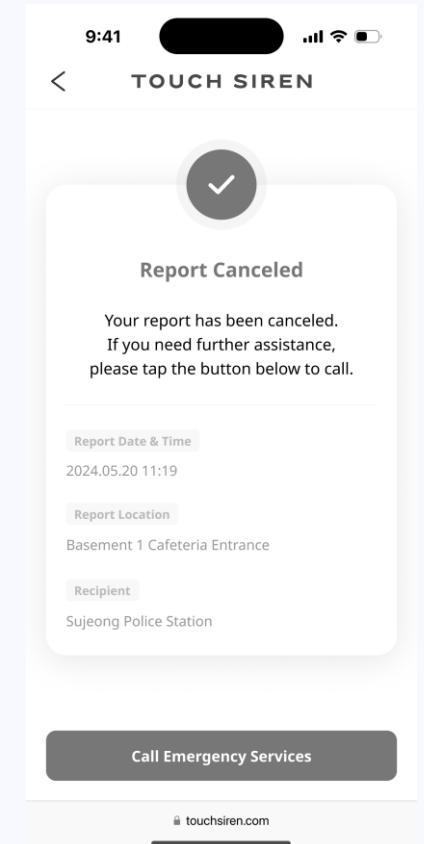 9:41
TOUCH SIREN
Report Canceled
Your report has been canceled.
If you need further assistance,
please tap the button below to call.
Report Date & Time
2024.05.20 11:19
Report Location
Basement 1 Cafeteria Entrance
Recipient
Sujeong Police Station
Call Emergency Services
touchsiren.com